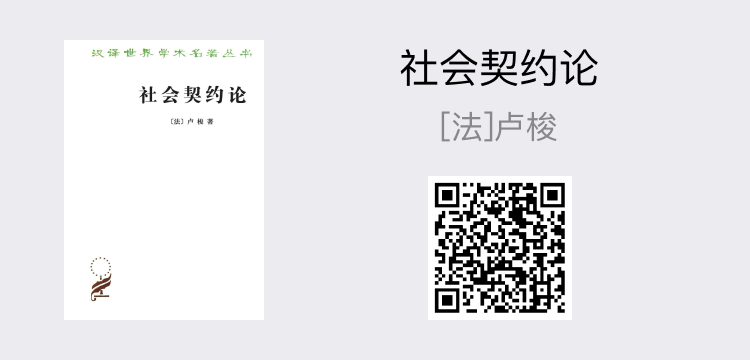 汉译世界学术名著丛书
社会契约论
〔法〕卢 梭 著
社会契约论
[法]卢梭